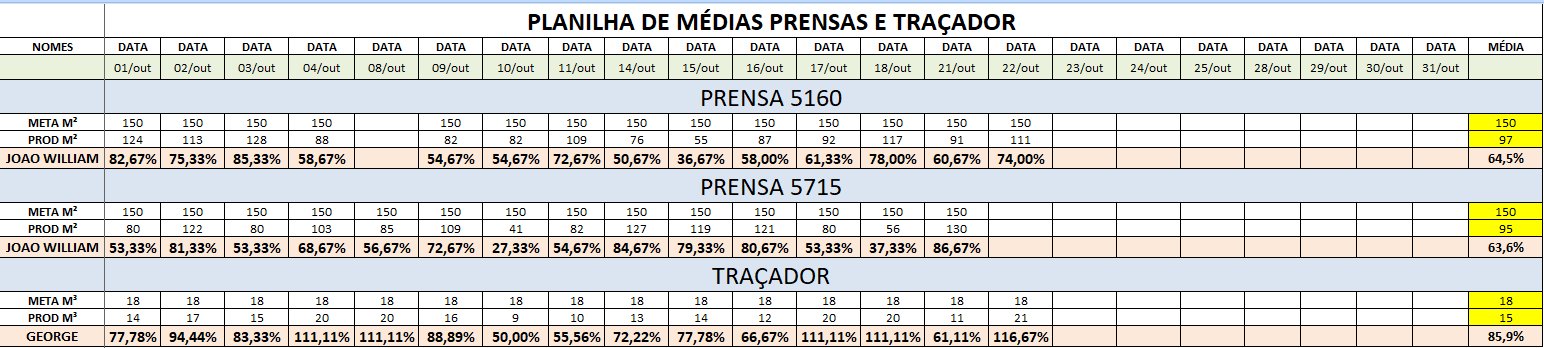 PLANILHA DE MÉDIAS PRENSAS E TRAÇADOR
NOMES DATA DATA DATA DATA DATA DATA DATA DATA DATA DATA DATA DATA DATA DATA DATA DATA DATA DATA DATA DATA DATA DATA MÉDIA
01/out 02/out 03/out 04/out 08/out 09/out 10/out 11/out 14/out 15/out 16/out 17/out 18/out 21/out 22/out 23/out 24/out 25/out 28/out 29/out 30/out 31/out
PRENSA 5160
META M² 150 150 150 150 150 150 150 150 150 150 150 150 150 150 150
PROD M² 124 113 128 88 82 82 109 76 55 87 92 117 91 111 97
JOAO WILLIAM 82,67% 75,33% 85,33% 58,67% 54,67% 54,67% 72,67% 50,67% 36,67% 58,00% 61,33% 78,00% 60,67% 74,00% 64,5%
PRENSA 5715
META M² 150 150 150 150 150 150 150 150 150 150 150 150 150 150 150
PROD M² 80 122 80 103 85 109 41 82 127 119 121 80 56 130 95
JOAO WILLIAM 53,33% 81,33% 53,33% 68,67% 56,67% 72,67% 27,33% 54,67% 84,67% 79,33% 80,67% 53,33% 37,33% 86,67% 63,6%
TRAÇADOR
META M³ 18 18 18 18 18 18 18 18 18 18 18 18 18 18 18 18
PROD M³ 14 17 15 20 20 16 9 10 13 14 12 20 20 11 21 15
GEORGE 77,78% 94,44% 83,33% 111,11% 111,11% 88,89% 50,00% 55,56% 72,22% 77,78% 66,67% 111,11% 111,11% 61,11% 116,67% 85,9%